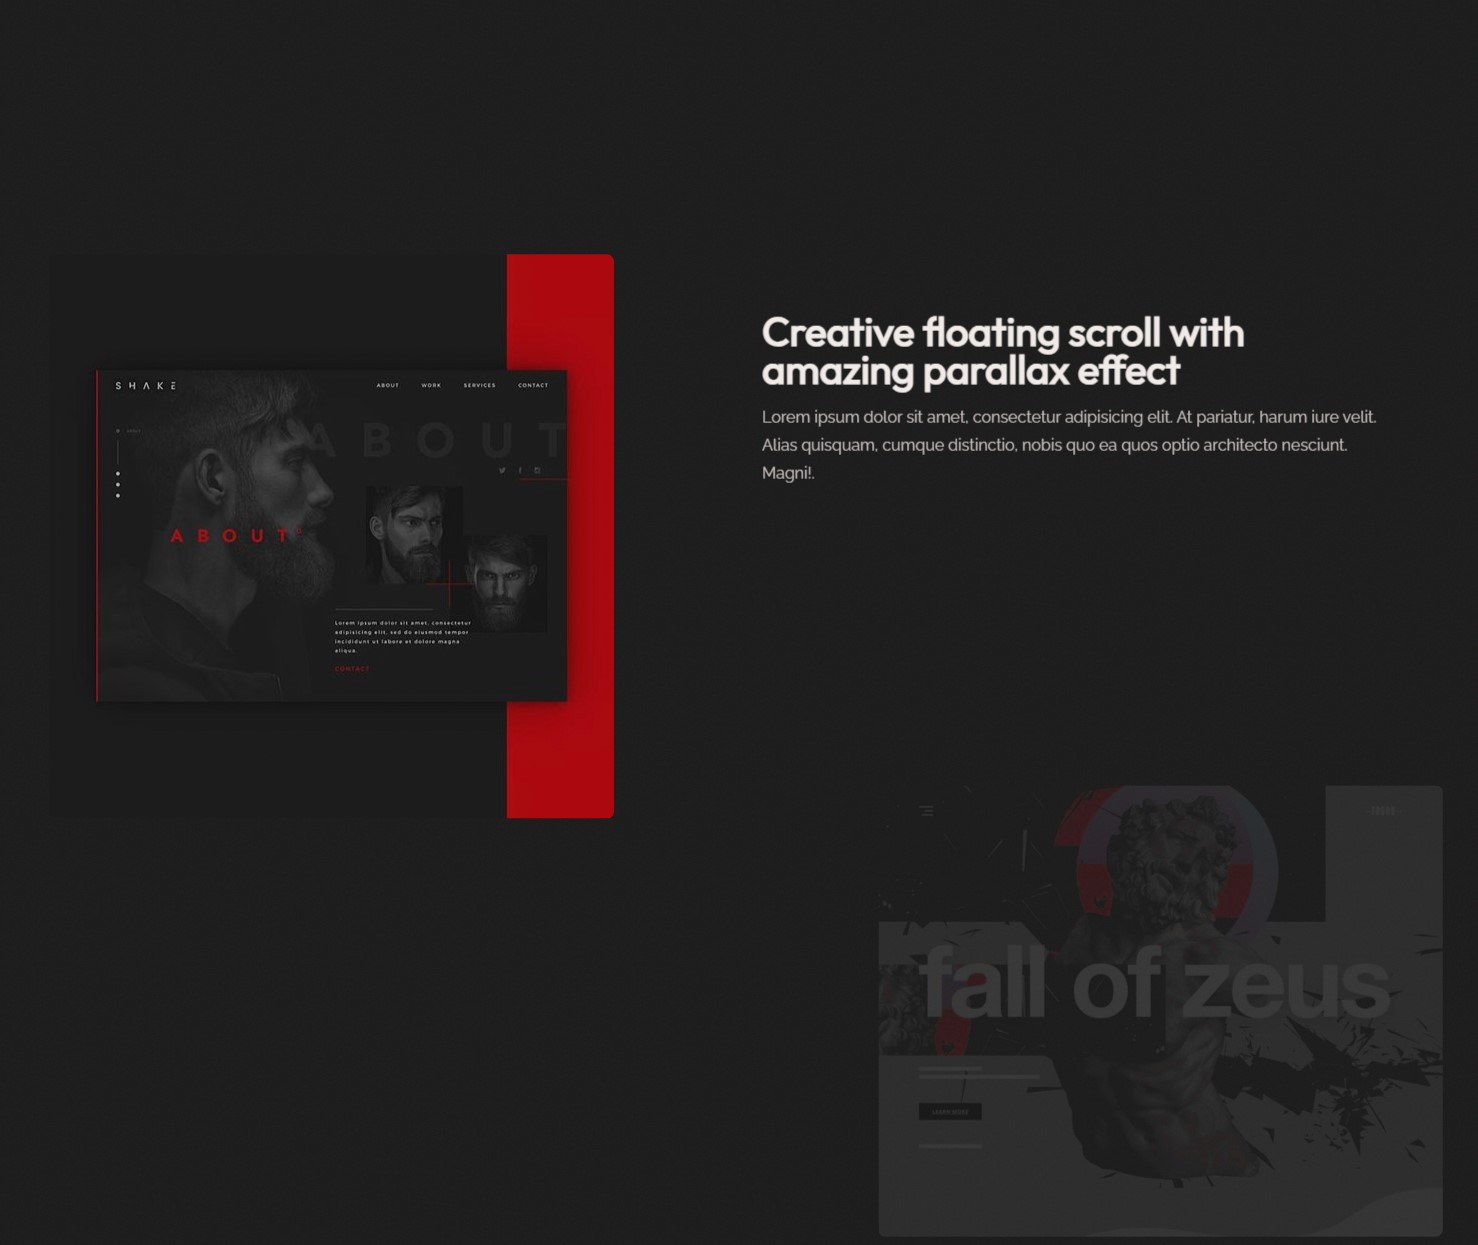 SHAKE
ABOUT WORK SERVICES CONTACT
ABOUT
ABOUT
Lorem ipsum dolor sit amet, consectetur
adipisicing elit, sed do eiusmod tempor
incididunt ut labore et dolore magna
aliqua.
CONTACT
Creative floating scroll with
amazing parallax effect
Lorem ipsum dolor sit amet, consectetur adipisicing elit. At pariatur, harum iure velit.
Alias quisquam, cumque distinctio, nobis quo ea quos optio architecto nesciunt.
Magni!.
fall of zeus
LEARN MORE